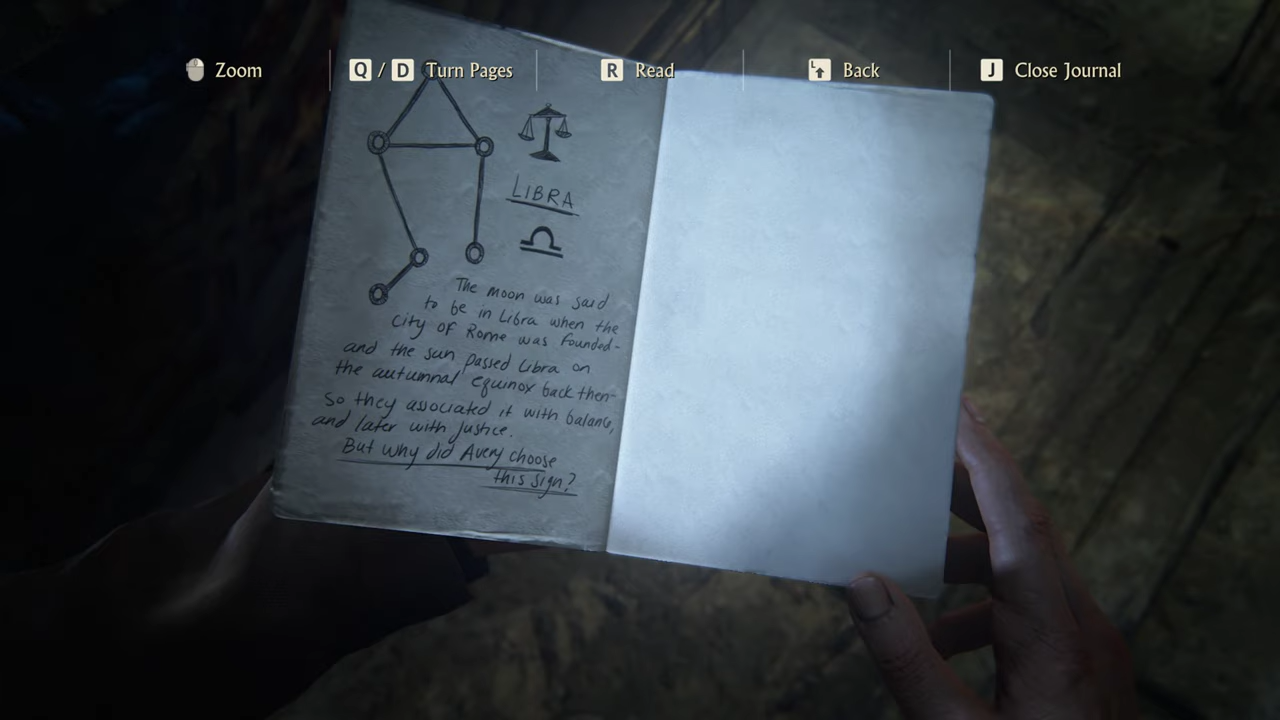 Zoom
Q / D Turn Pages
R Read
L Back
J Close Journal
LIBRA
The moon was said
to be in Libra when the
city of Rome was founded-
and the sun passed Libra on
the autumnal equinox back then-
So they associated it with balance,
and later with justice.
But why did Avery choose
this sign?